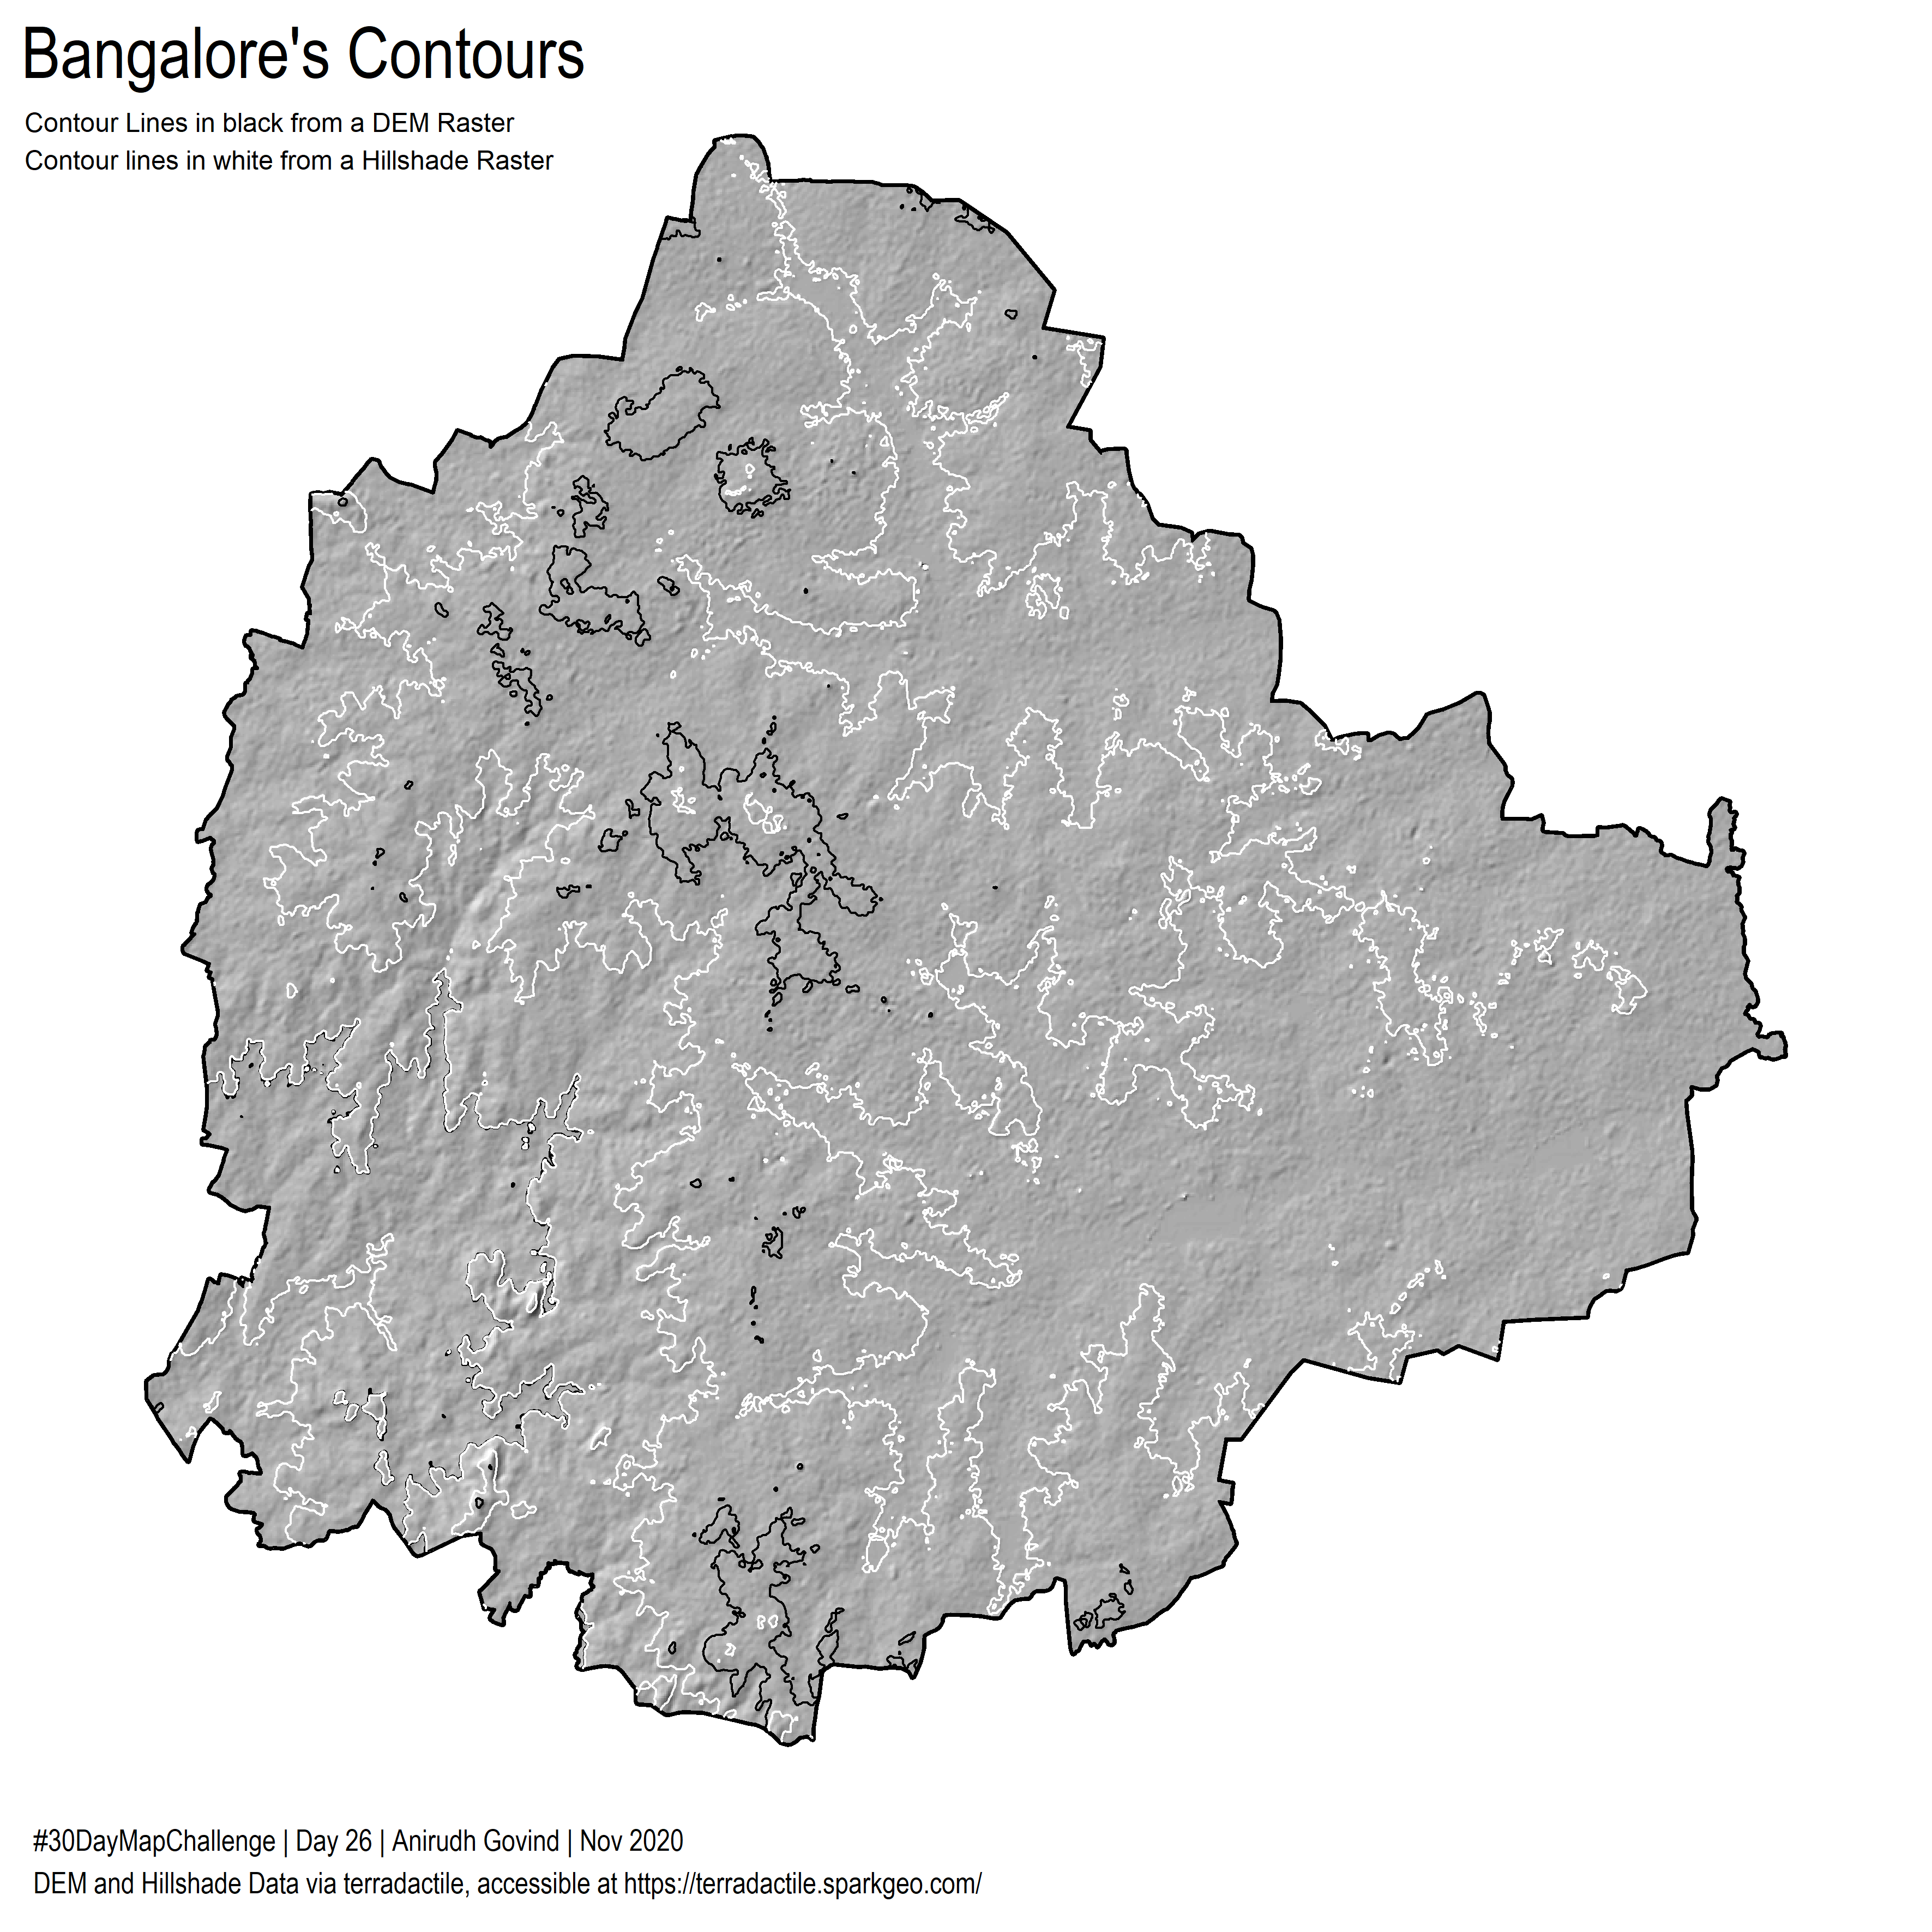 Bangalore's Contours
Contour Lines in black from a DEM Raster
Contour lines in white from a Hillshade Raster
#30DayMapChallenge | Day 26 | Anirudh Govind | Nov 2020
DEM and Hillshade Data via terradactile, accessible at https://terradactile.sparkgeo.com/